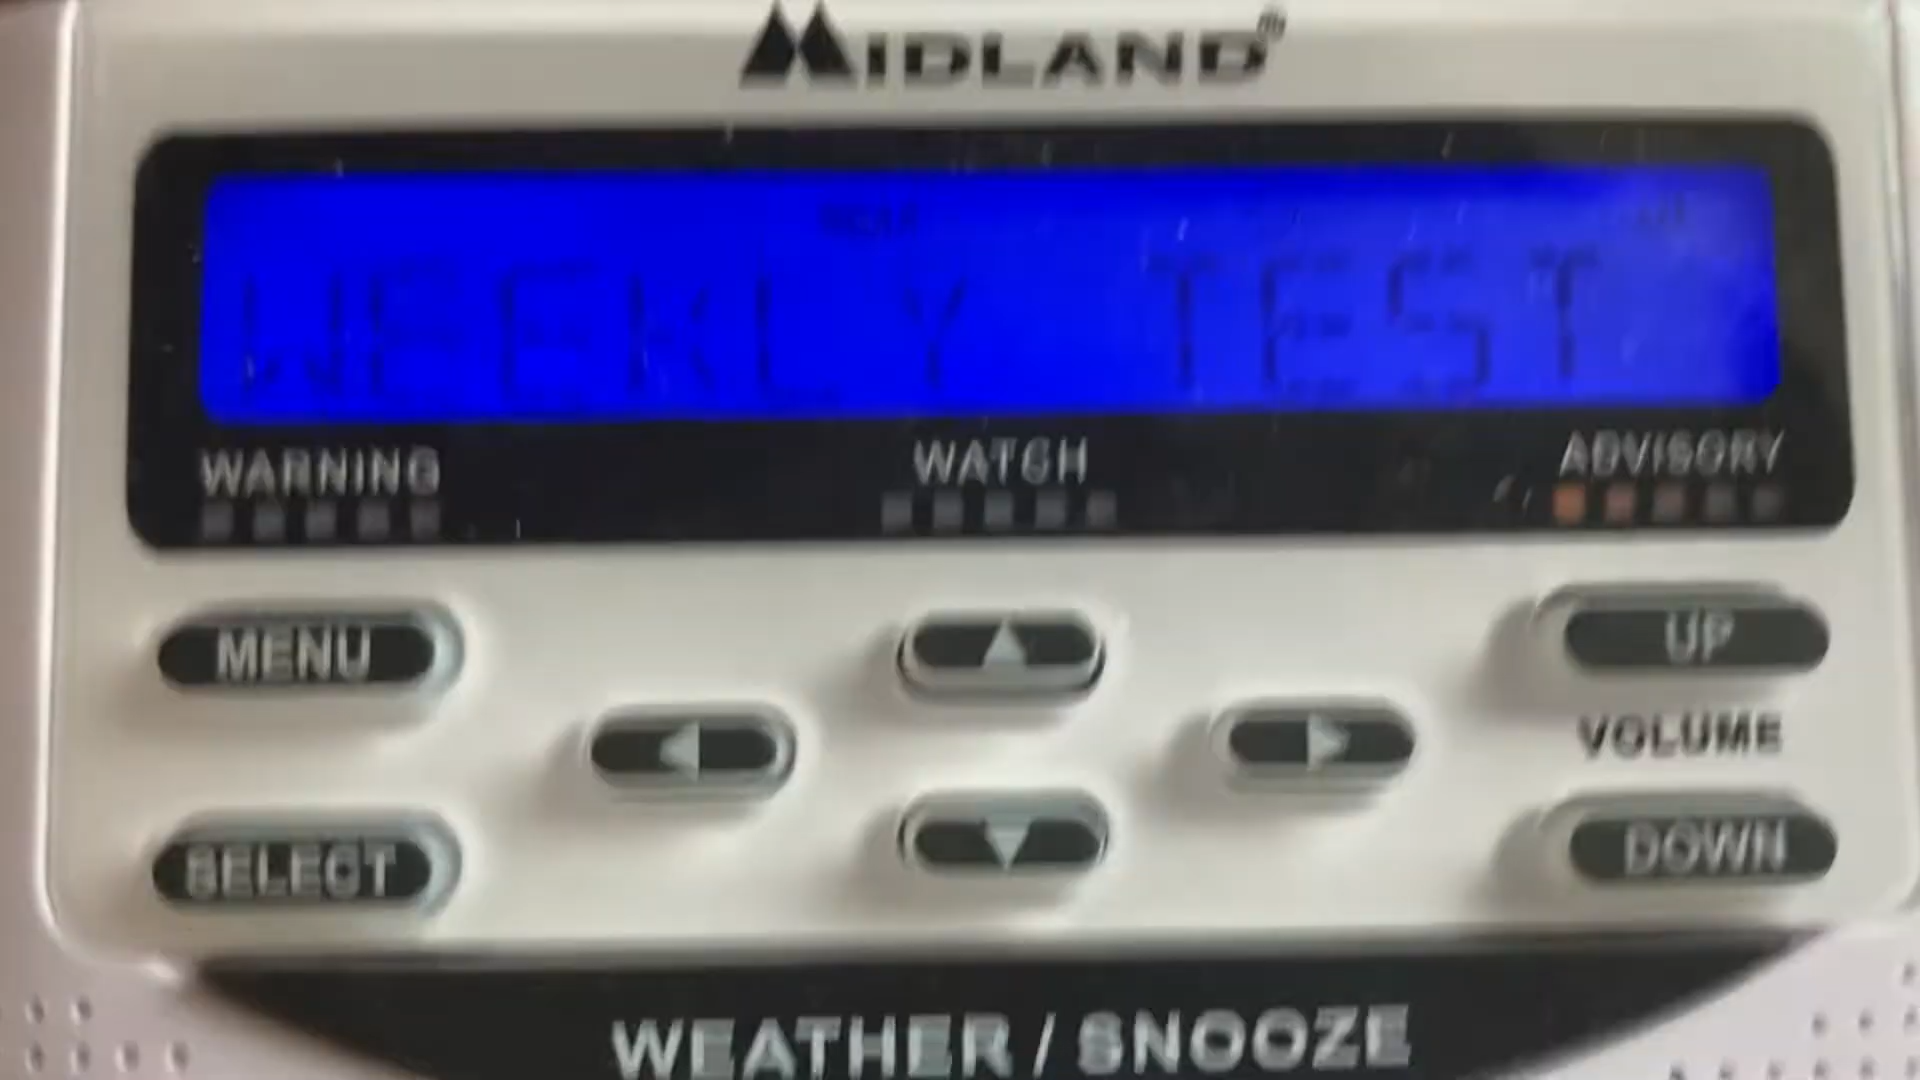 MIDLAND®
WEEKLY TEST
WARNING WATCH ADVISORY
MENU
UP
VOLUME
SELECT
DOWN
WEATHER / SNOOZE